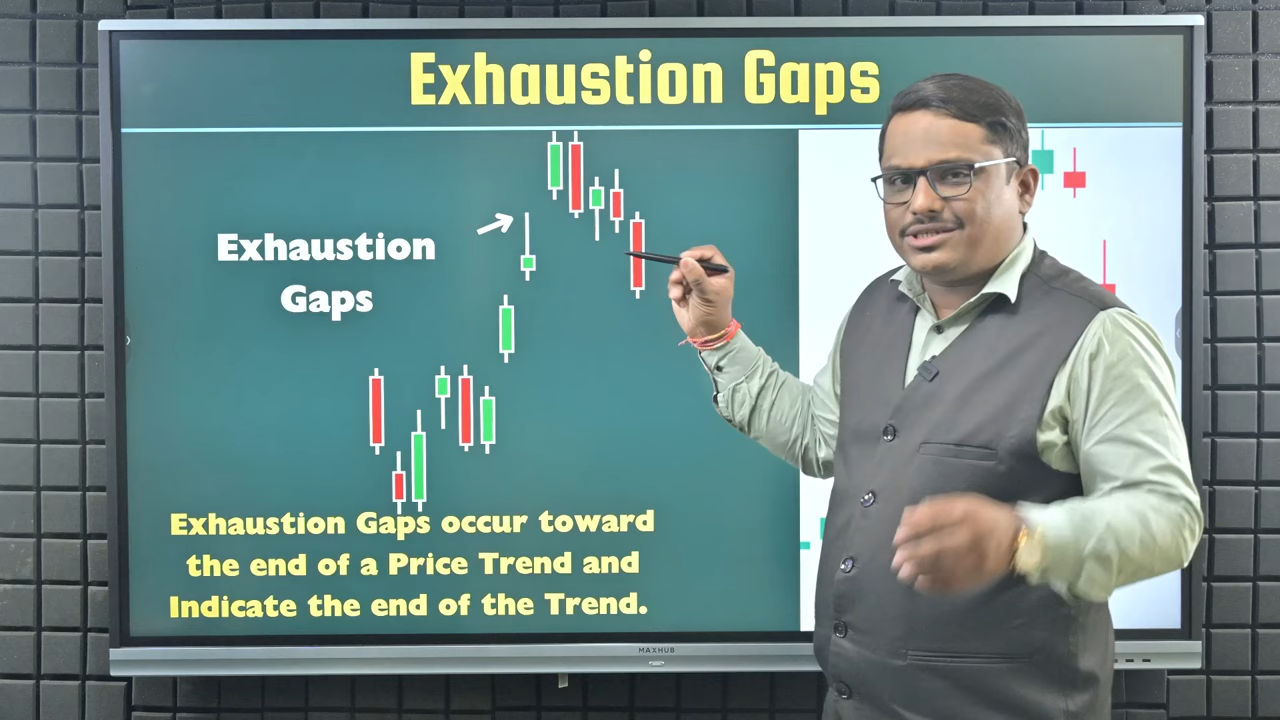 Exhaustion Gaps
Exhaustion
Gaps
Exhaustion Gaps occur toward
the end of a Price Trend and
Indicate the end of the Trend.
MAXHUB